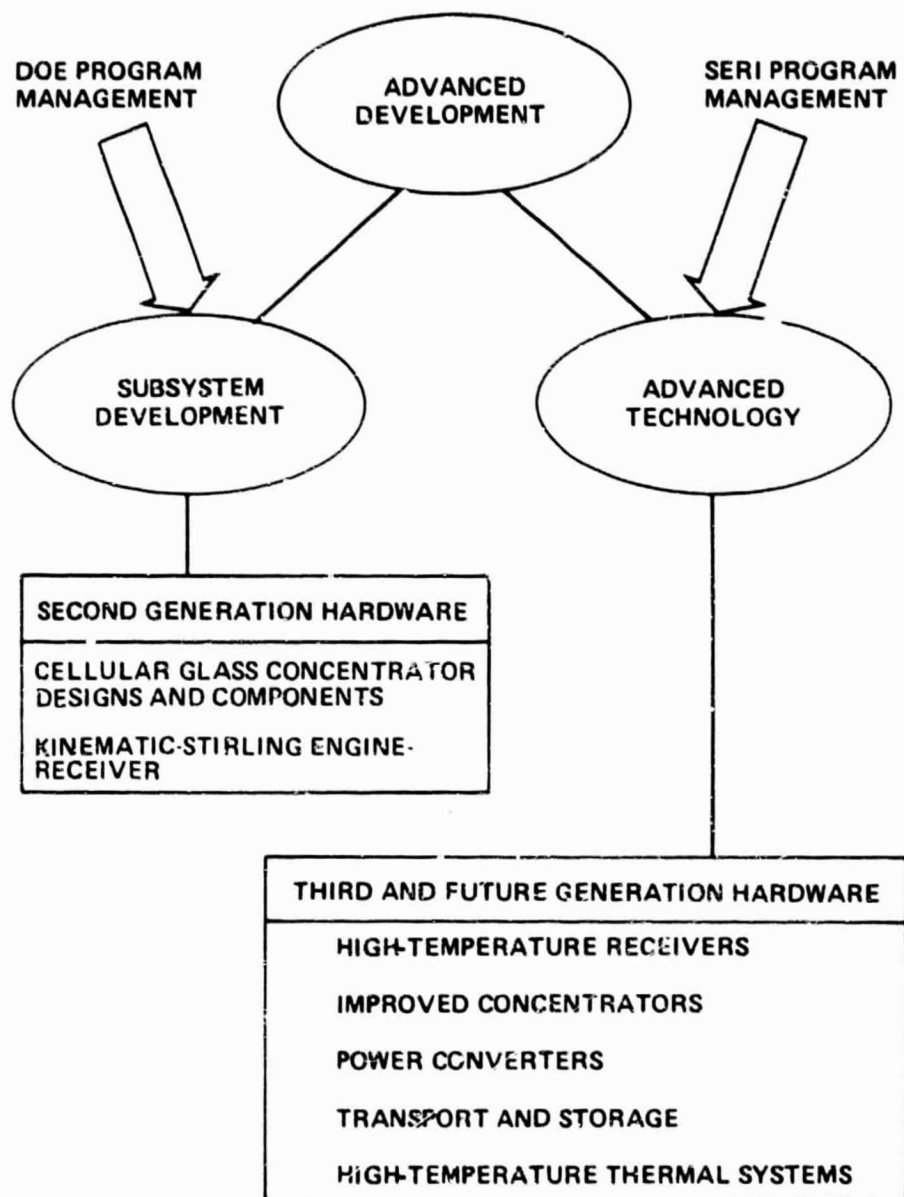 DOE PROGRAM
MANAGEMENT
ADVANCED
DEVELOPMENT
SERI PROGRAM
MANAGEMENT
SUBSYSTEM
DEVELOPMENT
ADVANCED
TECHNOLOGY
SECOND GENERATION HARDWARE
CELLULAR GLASS CONCENTRATOR
DESIGNS AND COMPONENTS
KINEMATIC-STIRLING ENGINE-
RECEIVER
THIRD AND FUTURE GENERATION HARDWARE
HIGH-TEMPERATURE RECEIVERS
IMPROVED CONCENTRATORS
POWER CONVERTERS
TRANSPORT AND STORAGE
HIGH-TEMPERATURE THERMAL SYSTEMS